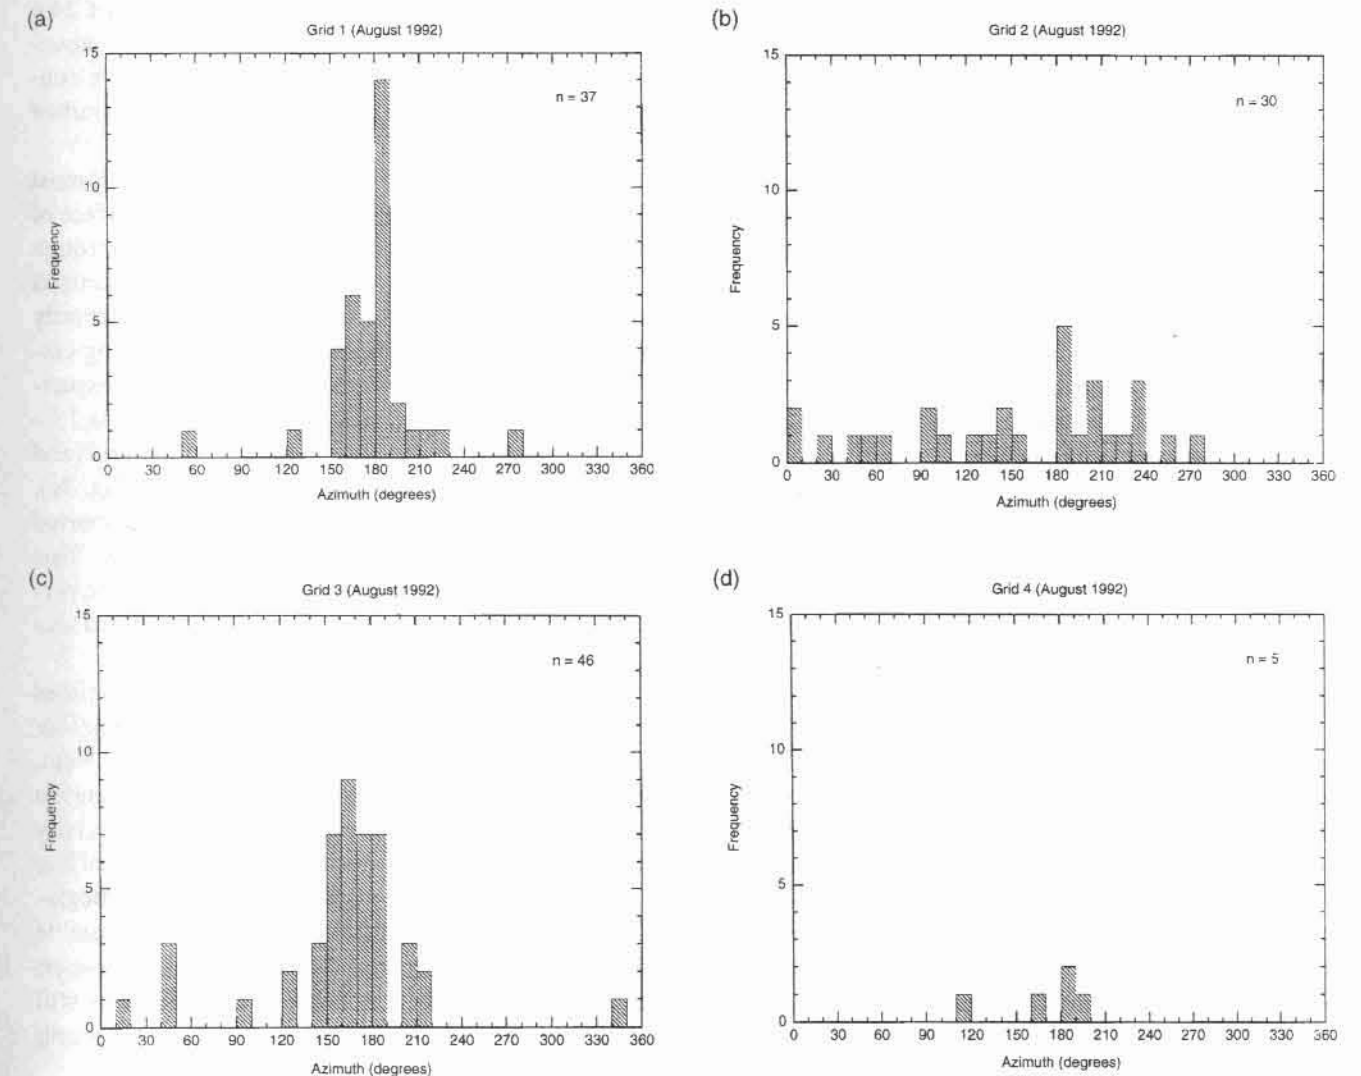 (a)
Grid 1 (August 1992)
n = 37
15
10
5
0
Frequency
0 30 60 90 120 150 180 210 240 270 300 330 360
Azimuth (degrees)
(b)
Grid 2 (August 1992)
n = 30
15
10
5
0
Frequency
0 30 60 90 120 150 180 210 240 270 300 330 360
Azimuth (degrees)
(c)
Grid 3 (August 1992)
n = 46
15
10
5
0
Frequency
0 30 60 90 120 150 180 210 240 270 300 330 360
Azimuth (degrees)
(d)
Grid 4 (August 1992)
n = 5
15
10
5
0
Frequency
0 30 60 90 120 150 180 210 240 270 300 330 360
Azimuth (degrees)